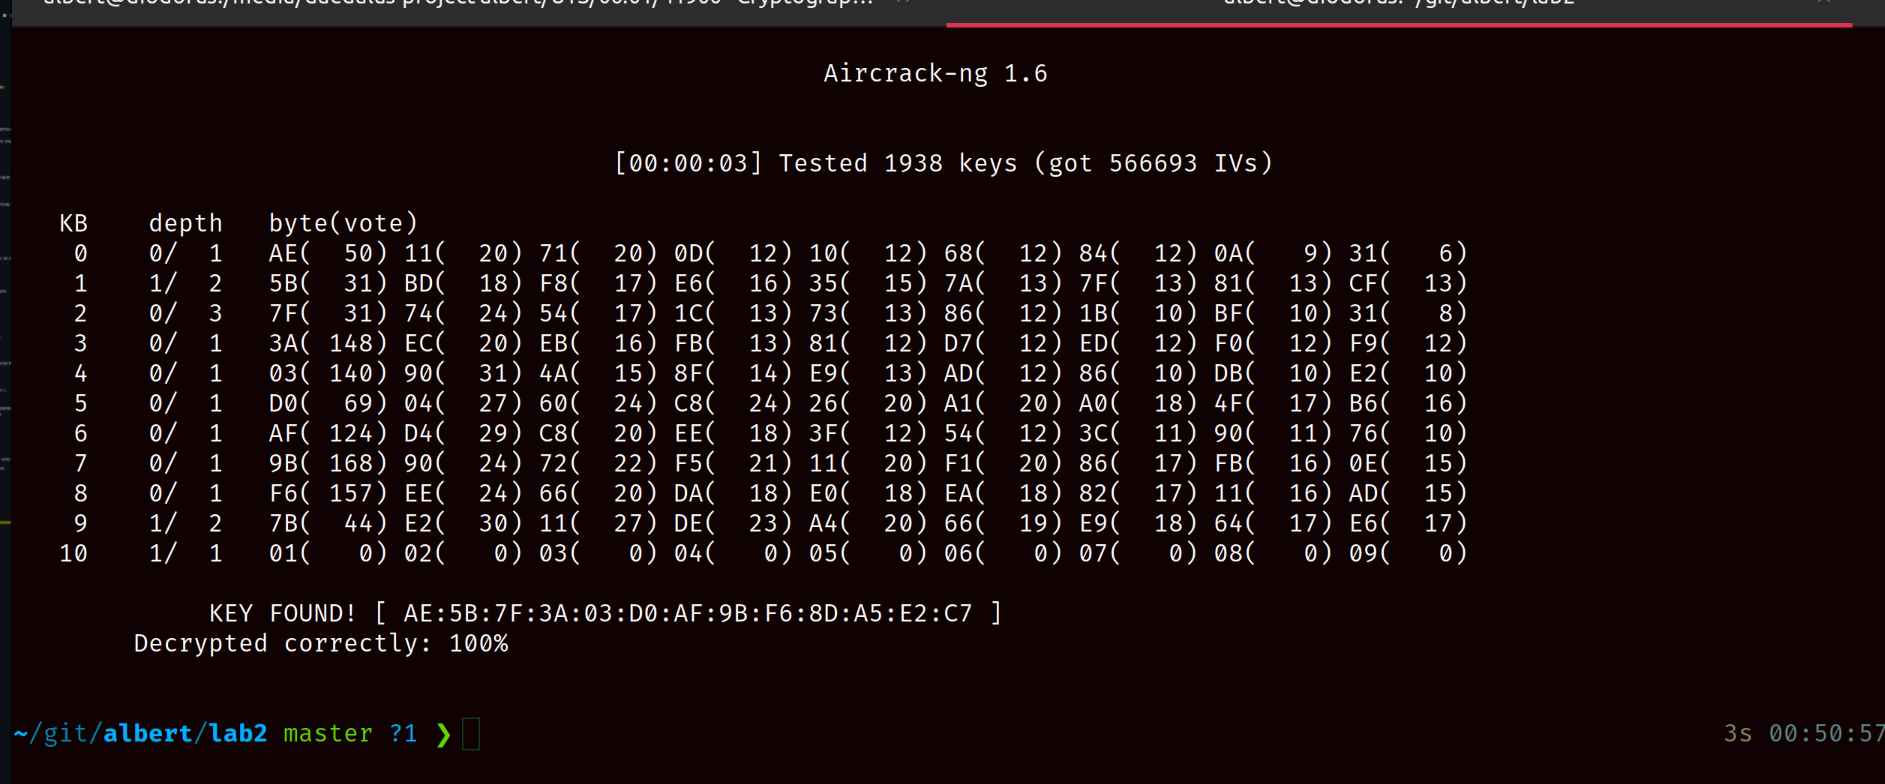 Aircrack-ng 1.6
[00:00:03] Tested 1938 keys (got 566693 IVs)
KB    depth   byte(vote)
0    0/  1   AE(  50) 11(  20) 71(  20) 0D(  12) 10(  12) 68(  12) 84(  12) 0A(   9) 31(   6)
1    1/  2   5B(  31) BD(  18) F8(  17) E6(  16) 35(  15) 7A(  13) 7F(  13) 81(  13) CF(  13)
2    0/  3   7F(  31) 74(  24) 54(  17) 1C(  13) 73(  13) 86(  12) 1B(  10) BF(  10) 31(   8)
3    0/  1   3A( 148) EC(  20) EB(  16) FB(  13) 81(  12) D7(  12) ED(  12) F0(  12) F9(  12)
4    0/  1   03( 140) 90(  31) 4A(  15) 8F(  14) E9(  13) AD(  12) 86(  10) DB(  10) E2(  10)
5    0/  1   D0(  69) 04(  27) 60(  24) C8(  24) 26(  20) A1(  20) A0(  18) 4F(  17) B6(  16)
6    0/  1   AF( 124) D4(  29) C8(  20) EE(  18) 3F(  12) 54(  12) 3C(  11) 90(  11) 76(  10)
7    0/  1   9B( 168) 90(  24) 72(  22) F5(  21) 11(  20) F1(  20) 86(  17) FB(  16) 0E(  15)
8    0/  1   F6( 157) EE(  24) 66(  20) DA(  18) E0(  18) EA(  18) 82(  17) 11(  16) AD(  15)
9    1/  2   7B(  44) E2(  30) 11(  27) DE(  23) A4(  20) 66(  19) E9(  18) 64(  17) E6(  17)
10    1/  1   01(   0) 02(   0) 03(   0) 04(   0) 05(   0) 06(   0) 07(   0) 08(   0) 09(   0)
KEY FOUND! [ AE:5B:7F:3A:03:D0:AF:9B:F6:8D:A5:E2:C7 ]
Decrypted correctly: 100%
~/git/albert/lab2 master ?1 ❯ 3s 00:50:57